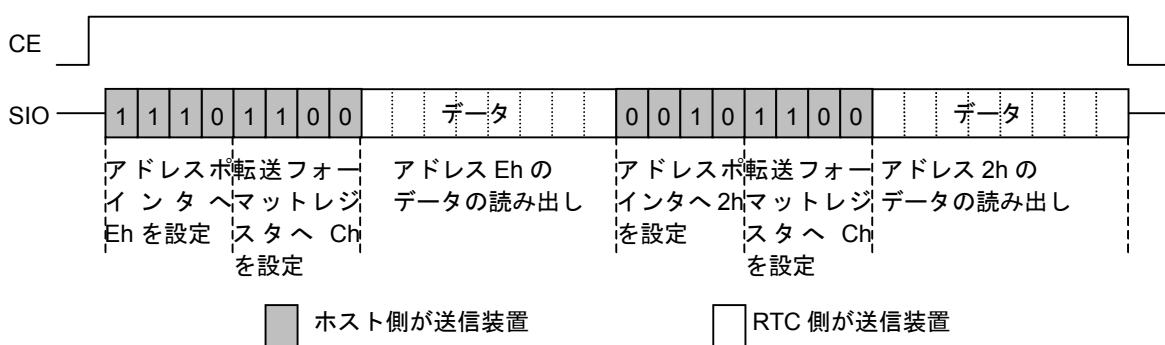 CE
SIO 1 1 1 0 1 1 0 0 データ 0 0 1 0 1 1 0 0 データ
アドレスポ
インタへ
Eh を設定
転送フォー
マットレジ
スタへ Ch
を設定
アドレス Eh の
データの読み出し
アドレスポ
インタへ 2h
を設定
転送フォー
マットレジ
スタへ Ch
を設定
アドレス 2h の
データの読み出し
ホスト側が送信装置
RTC 側が送信装置